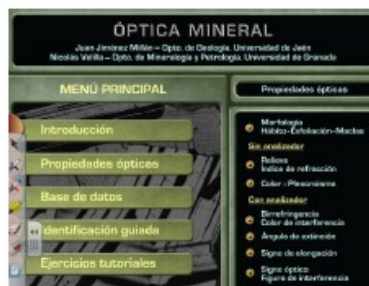 ÓPTICA MINERAL
Juan Jiménez Millán – Dpto. de Geología. Universidad de Jaén
Nicolás Velilla – Dpto. de Mineralogía y Petrología. Universidad de Granada
MENÚ PRINCIPAL
Introducción
Propiedades ópticas
Base de datos
Identificación guiada
Ejercicios tutoriales
Propiedades ópticas
Morfología
Hábito-Exfoliación-Maclas
Sin analizador
Relieve
Índice de refracción
Color - Pleocroismo
Con analizador
Birrefringencia
Color de interferencia
Ángulo de extinción
Signo de elongación
Signo óptico
Figura de interferencia